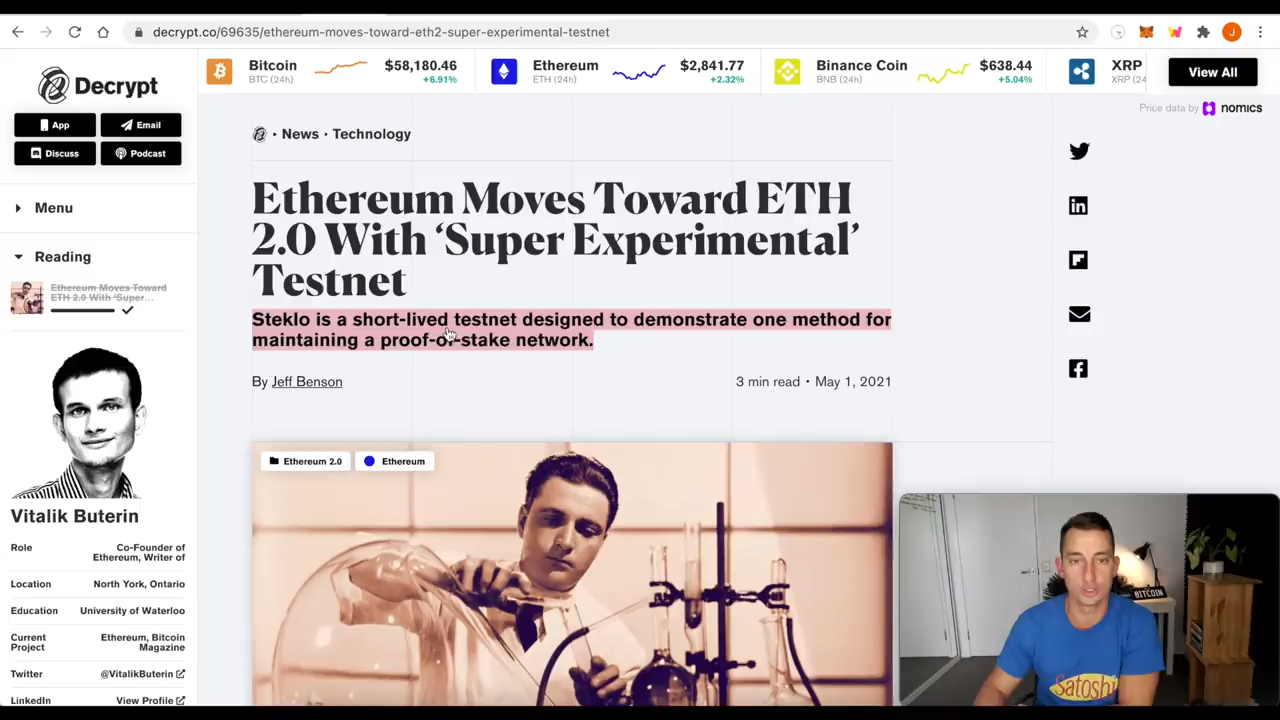 decrypt.co/69635/ethereum-moves-toward-eth2-super-experimental-testnet
J
Decrypt
Bitcoin
BTC (24h)
$58,180.46
+6.91%
Ethereum
ETH (24h)
$2,841.77
+2.32%
Binance Coin
BNB (24h)
$638.44
+5.04%
XRP
XRP (24
View All
Price data by nomics
App
Email
Discuss
Podcast
Menu
Reading
Ethereum Moves Toward
ETH 2.0 With ‘Super...
Vitalik Buterin
Role
Co-Founder of
Ethereum, Writer of
Location
North York, Ontario
Education
University of Waterloo
Current
Project
Ethereum, Bitcoin
Magazine
Twitter
@VitalikButerin
LinkedIn
View Profile
News
Technology
Ethereum Moves Toward ETH
2.0 With ‘Super Experimental’
Testnet
Steklo is a short-lived testnet designed to demonstrate one method for
maintaining a proof-of-stake network.
By Jeff Benson
3 min read • May 1, 2021
Ethereum 2.0
Ethereum
BITCOIN
Satoshi